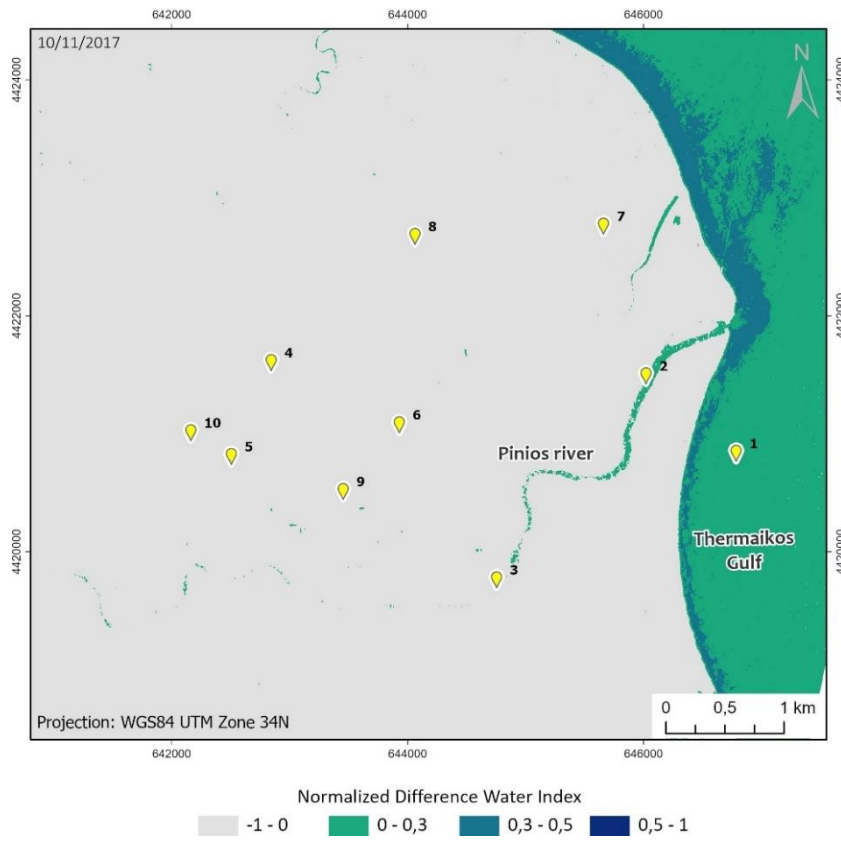 642000 644000 646000
10/11/2017
N
4424000 4424000
7
8
4422000 4422000
2
4
6
10
1
5
Pinios river
9
Thermaikos
Gulf
4420000 4420000
3
0 0,5 1 km
Projection: WGS84 UTM Zone 34N
642000 644000 646000
Normalized Difference Water Index
-1 - 0 0 - 0,3 0,3 - 0,5 0,5 - 1